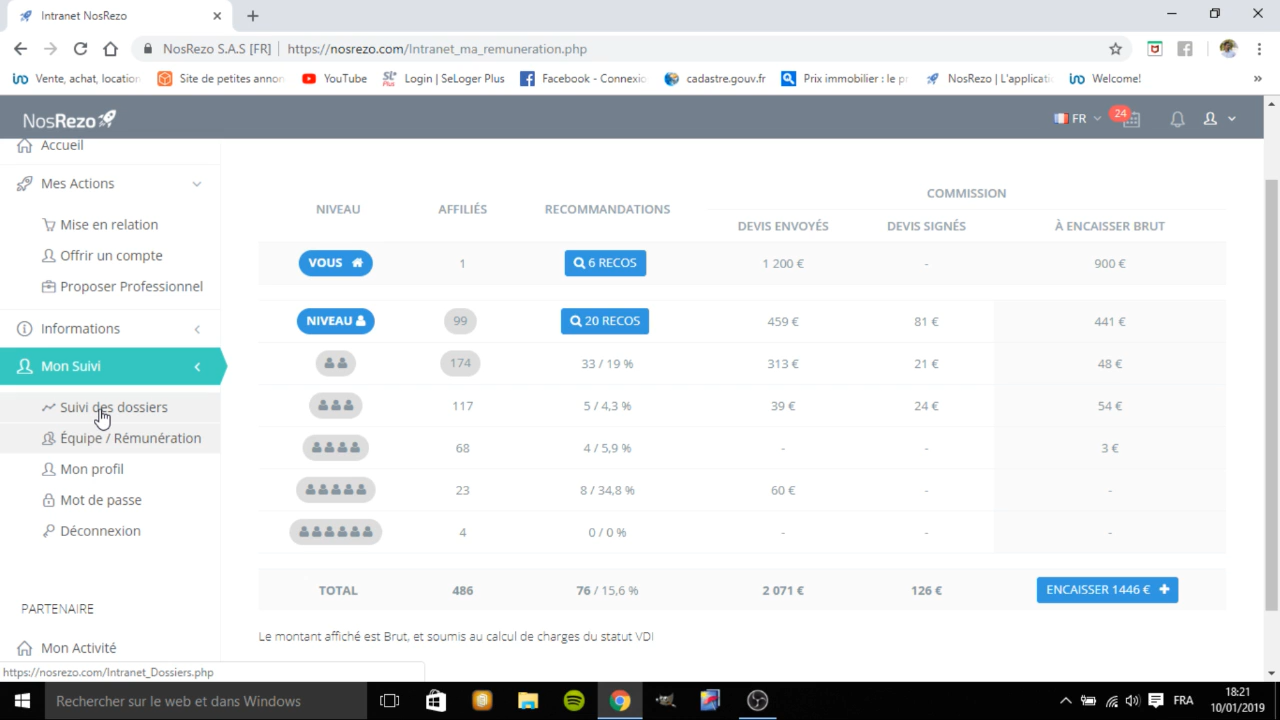 Intranet NosRezo
NosRezo S.A.S [FR] https://nosrezo.com/Intranet_ma_remuneration.php
Vente, achat, location Site de petites annon YouTube Login | SeLoger Plus Facebook - Connexio cadastre.gouv.fr Prix immobilier : le p NosRezo | L'applicati Welcome! »
NosRezo FR 24
Accueil
Mes Actions
Mise en relation
Offrir un compte
Proposer Professionnel
Informations
Mon Suivi
Suivi des dossiers
Équipe / Rémunération
Mon profil
Mot de passe
Déconnexion
PARTENAIRE
Mon Activité
COMMISSION
NIVEAU AFFILIÉS RECOMMANDATIONS
DEVIS ENVOYÉS DEVIS SIGNÉS À ENCAISSER BRUT
VOUS 1 6 RECOS 1 200 € - 900 €
NIVEAU 99 20 RECOS 459 € 81 € 441 €
174 33 / 19 % 313 € 21 € 48 €
117 5 / 4,3 % 39 € 24 € 54 €
68 4 / 5,9 % - - 3 €
23 8 / 34,8 % 60 € - -
4 0 / 0 % - - -
TOTAL 486 76 / 15,6 % 2 071 € 126 € ENCAISSER 1446 €
Le montant affiché est Brut, et soumis au calcul de charges du statut VDI
https://nosrezo.com/Intranet_Dossiers.php
Rechercher sur le web et dans Windows
FRA
18:21
10/01/2019